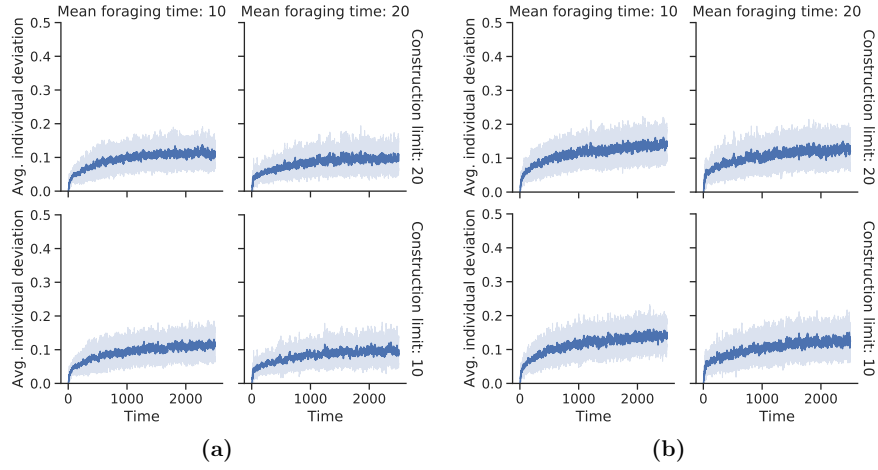 Mean foraging time: 10
Mean foraging time: 20
Avg. individual deviation
0.5
0.4
0.3
0.2
0.1
0.0
Construction limit: 20
Avg. individual deviation
0.5
0.4
0.3
0.2
0.1
0.0
0 1000 2000
0 1000 2000
Time
Time
Construction limit: 10
(a)
Mean foraging time: 10
Mean foraging time: 20
Avg. individual deviation
0.5
0.4
0.3
0.2
0.1
0.0
Construction limit: 20
Avg. individual deviation
0.5
0.4
0.3
0.2
0.1
0.0
0 1000 2000
0 1000 2000
Time
Time
Construction limit: 10
(b)